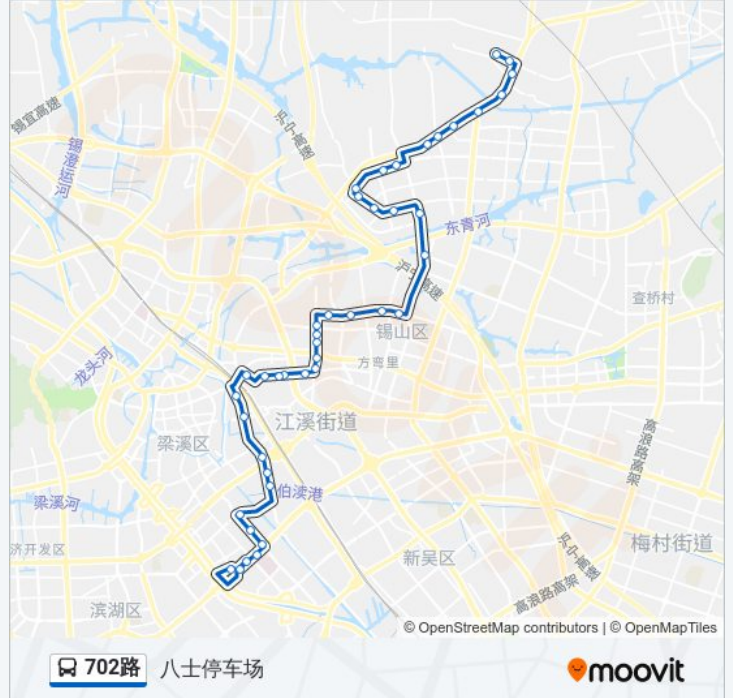 锡宜高速
沪宁高速
锡澄运河
东青河
沪宁高速
查桥村
锡山区
方弯里
龙头河
江溪街道
梁溪区
高浪路高架
梁溪河
伯渎港
济开发区
新吴区
沪宁高速
梅村街道
高浪路高架
滨湖区
© OpenStreetMap contributors | © OpenMapTiles
702路 八士停车场
moovit